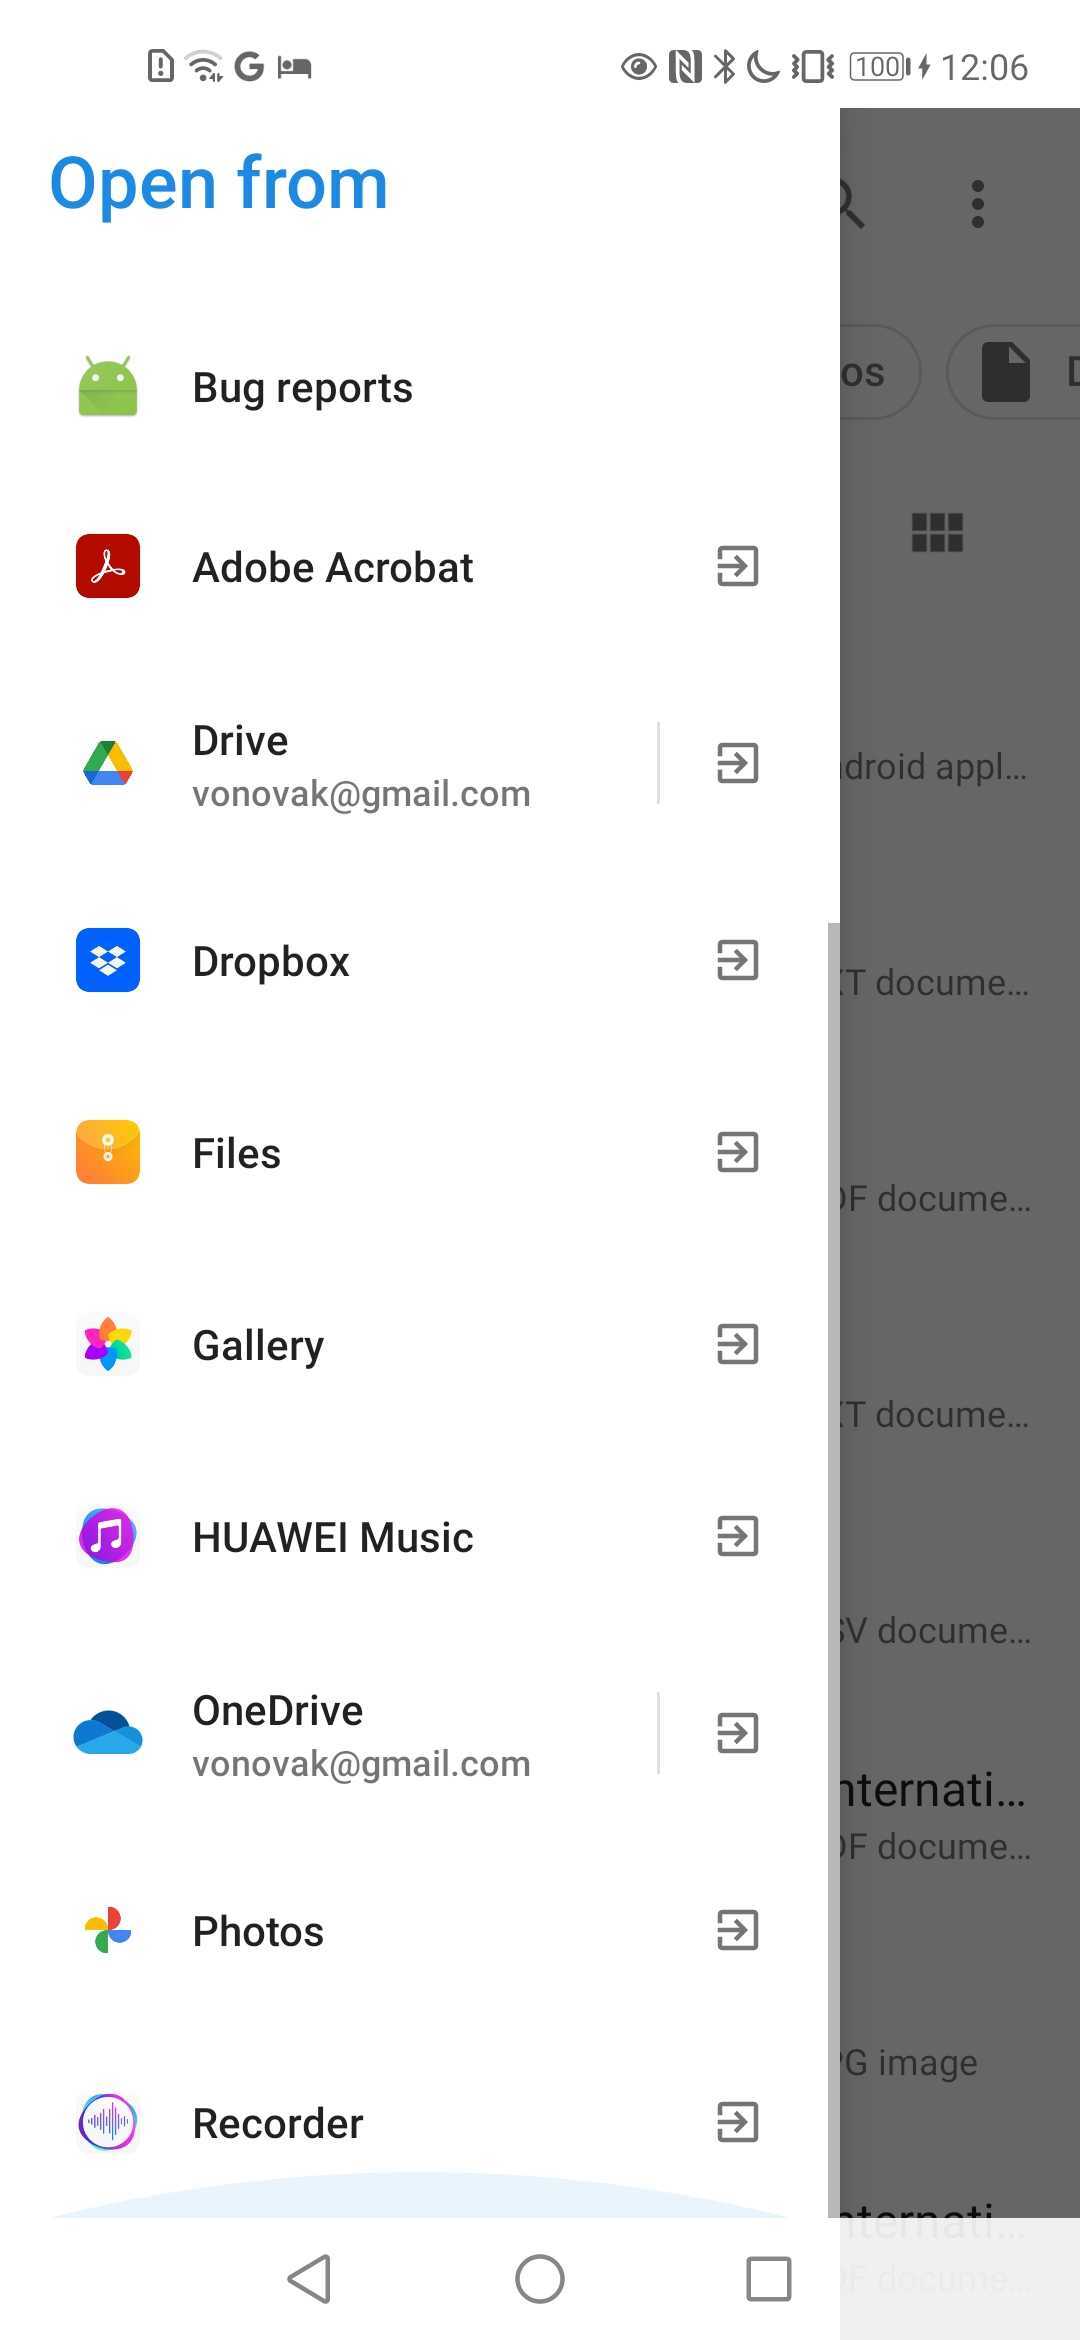 100 12:06
Open from
Bug reports
Adobe Acrobat
Drive
vonovak@gmail.com
Dropbox
Files
Gallery
HUAWEI Music
OneDrive
vonovak@gmail.com
Photos
Recorder
os
droid appl…
T docume…
F docume…
T docume…
V docume…
nternati…
F docume…
G image
nternati…
F docume…